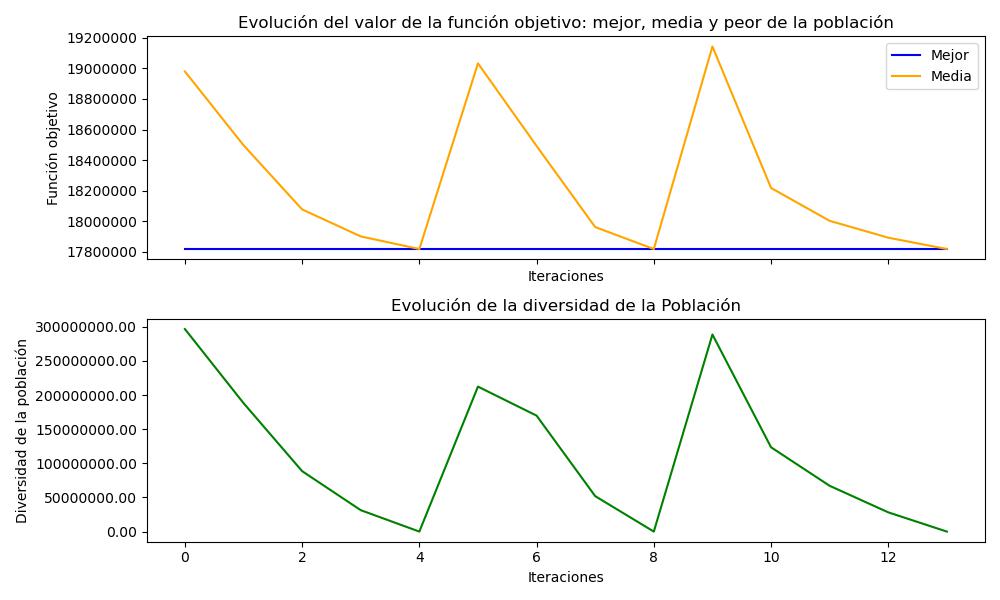 Evolución del valor de la función objetivo: mejor, media y peor de la población
19200000
19000000
18800000
18600000
18400000
18200000
18000000
17800000
Función objetivo
Mejor
Media
Iteraciones
Evolución de la diversidad de la Población
300000000.00
250000000.00
200000000.00
150000000.00
100000000.00
50000000.00
0.00
Diversidad de la población
0 2 4 6 8 10 12
Iteraciones